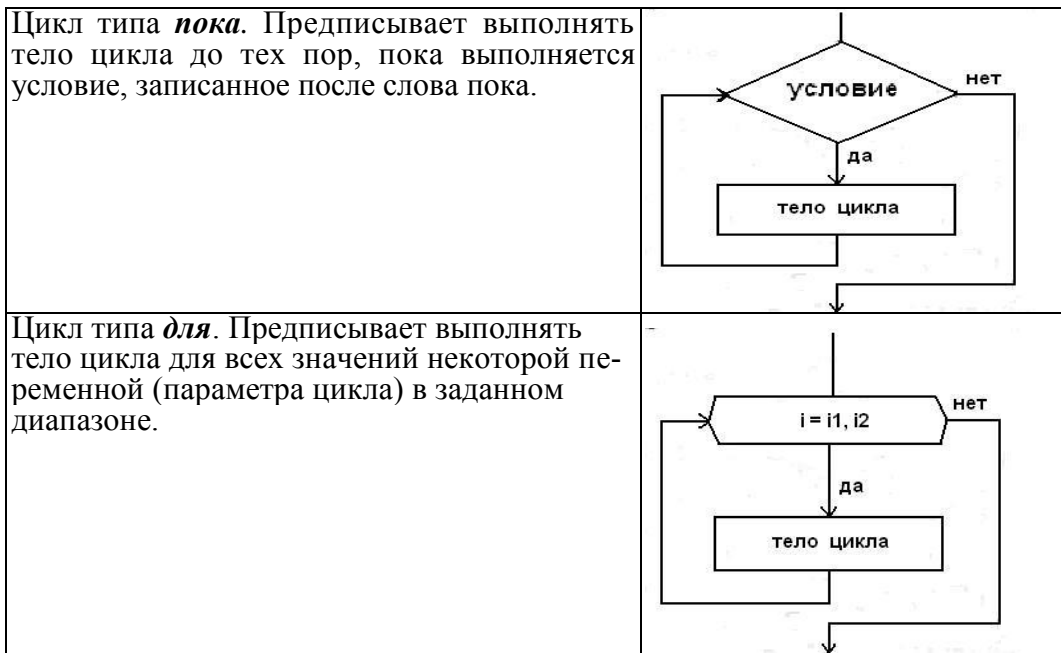 Цикл типа пока. Предписывает выполнять
тело цикла до тех пор, пока выполняется
условие, записанное после слова пока.
условие
нет
да
тело цикла
Цикл типа для. Предписывает выполнять
тело цикла для всех значений некоторой пе-
ременной (параметра цикла) в заданном
диапазоне.
i = i1, i2
нет
да
тело цикла